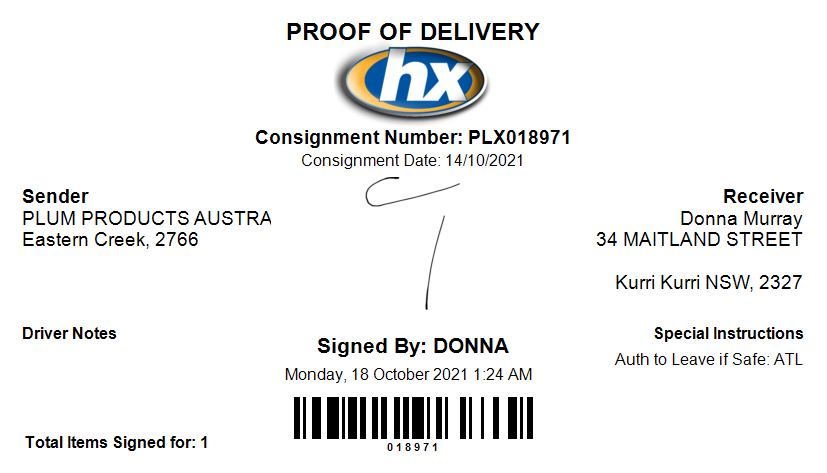 PROOF OF DELIVERY
hx
Consignment Number: PLX018971
Consignment Date: 14/10/2021
Sender
PLUM PRODUCTS AUSTRA
Eastern Creek, 2766
Receiver
Donna Murray
34 MAITLAND STREET
Kurri Kurri NSW, 2327
Driver Notes
Signed By: DONNA
Monday, 18 October 2021 1:24 AM
Special Instructions
Auth to Leave if Safe: ATL
Total Items Signed for: 1
018971